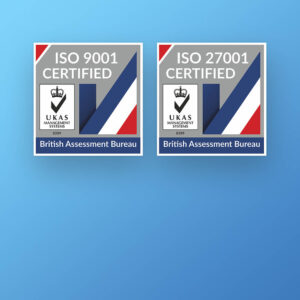 ISO 9001
CERTIFIED
UKAS
MANAGEMENT
SYSTEMS
British Assessment Bureau
ISO 27001
CERTIFIED
UKAS
MANAGEMENT
SYSTEMS
British Assessment Bureau